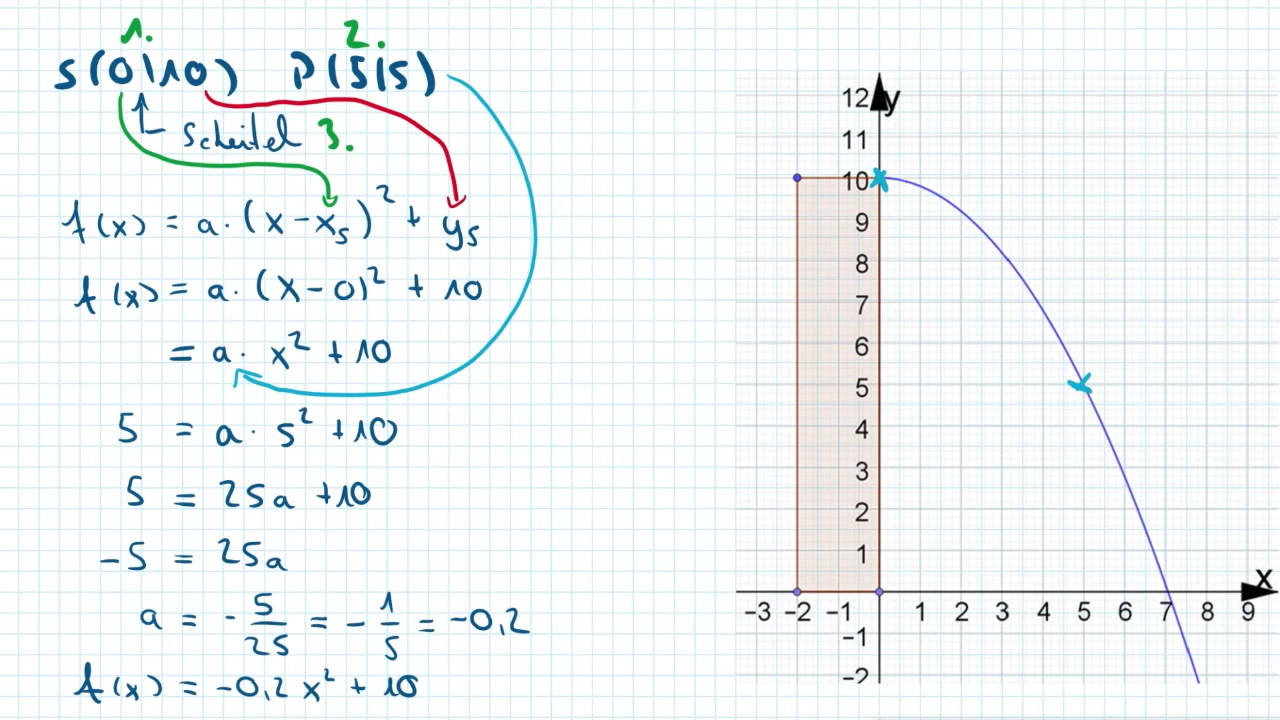 1. 2.
S(0|10) P(5|5)
Scheitel 3.
f(x) = a·(x-xₛ)² + yₛ
f(x) = a·(x-0)² + 10
= a· x² + 10
5 = a· 5² + 10
5 = 25a + 10
-5 = 25a
a = - 5/25 = - 1/5 = -0,2
f(x) = -0,2 x² + 10
y
12
11
10
9
8
7
6
5
4
3
2
1
x
-3 -2 -1 1 2 3 4 5 6 7 8 9
-1
-2